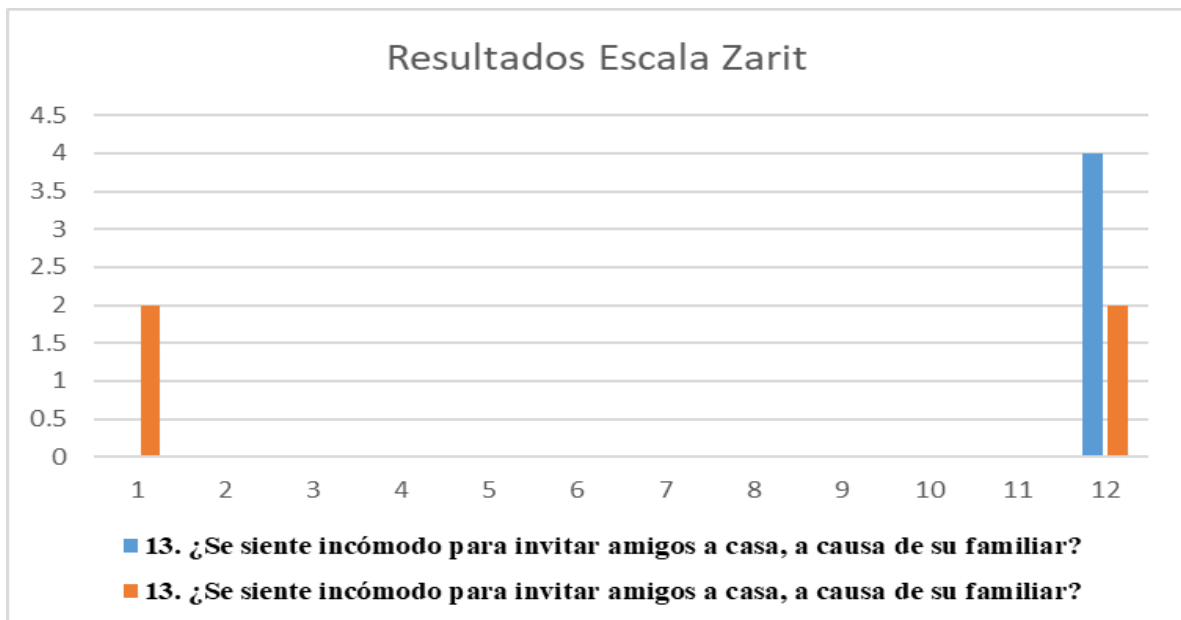 Resultados Escala Zarit
4.5
4
3.5
3
2.5
2
1.5
1
0.5
0
1 2 3 4 5 6 7 8 9 10 11 12
13. ¿Se siente incómodo para invitar amigos a casa, a causa de su familiar?
13. ¿Se siente incómodo para invitar amigos a casa, a causa de su familiar?